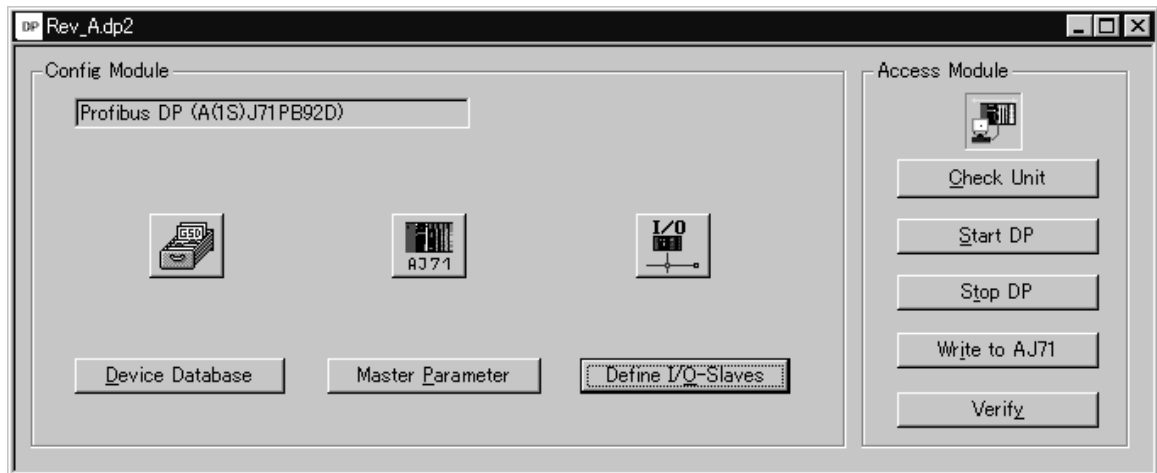 DP Rev_A.dp2
Config Module
Profibus DP (A(1S)J71PB92D)
GSD
AJ71
I/O
Device Database
Master Parameter
Define I/O-Slaves
Access Module
Check Unit
Start DP
Stop DP
Write to AJ71
Verify